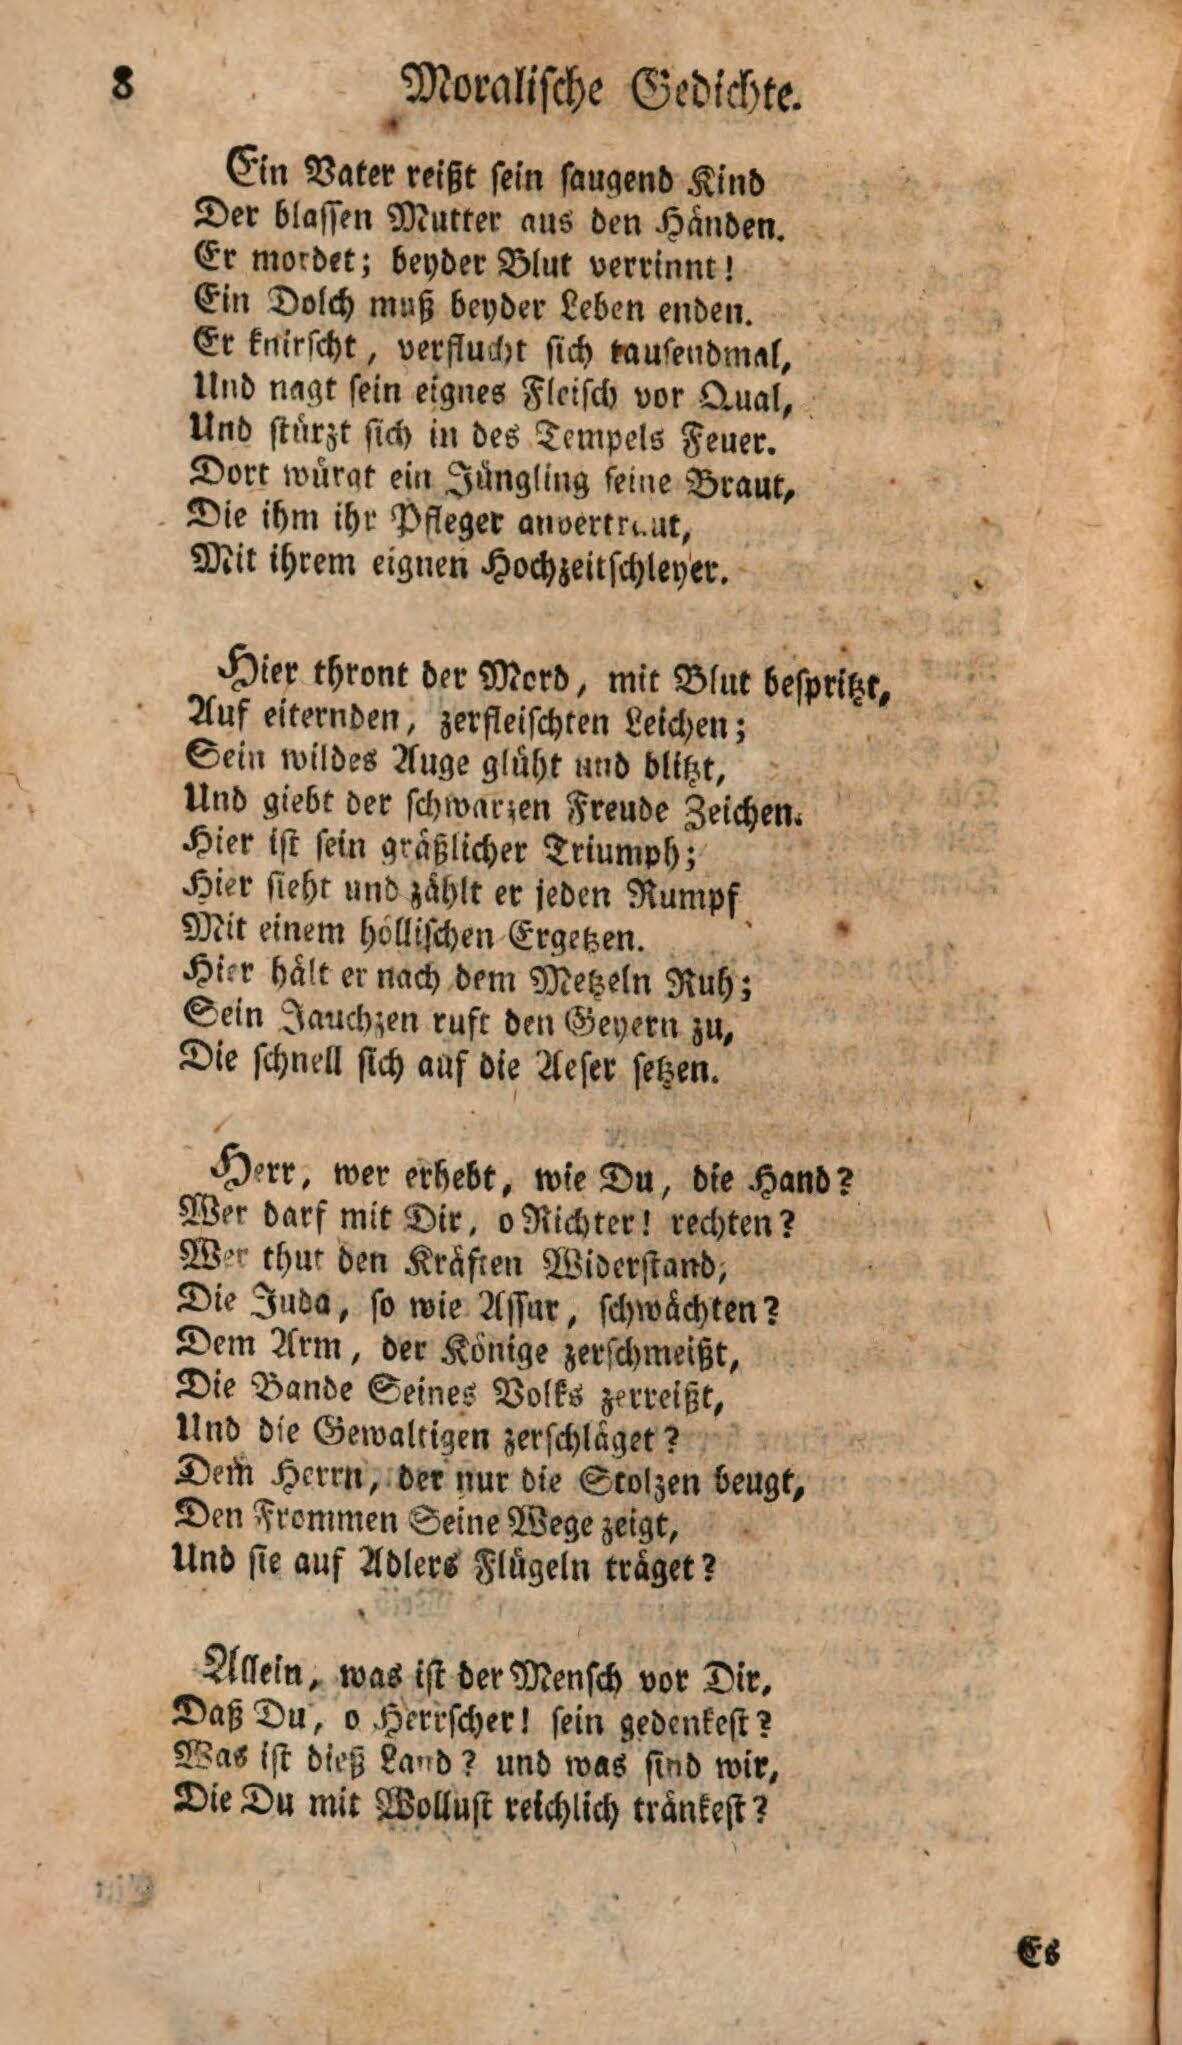 8 Moralische Gedichte.
Ein Vater reißt sein saugend Kind
Der blassen Mutter aus den Händen.
Er mordet; beyder Blut verrinnt!
Ein Dolch muß beyder Leben enden.
Er knirscht, verflucht sich tausendmal,
Und nagt sein eignes Fleisch vor Qual,
Und stürzt sich in des Tempels Feuer.
Dort würgt ein Jüngling seine Braut,
Die ihm ihr Pfleger anvertraut,
Mit ihrem eignen Hochzeitschleyer.
Hier thront der Mord, mit Blut bespritzt,
Auf eiternden, zerfleischten Leichen;
Sein wildes Auge glüht und blitzt,
Und giebt der schwarzen Freude Zeichen.
Hier ist sein gräßlicher Triumph;
Hier sieht und zählt er jeden Rumpf
Mit einem höllischen Ergetzen.
Hier hält er nach dem Metzeln Ruh;
Sein Jauchzen ruft den Geyern zu,
Die schnell sich auf die Aeser setzen.
Herr, wer erhebt, wie Du, die Hand?
Wer darf mit Dir, o Richter! rechten?
Wer thut den Kräften Widerstand,
Die Juda, so wie Assur, schwächten?
Dem Arm, der Könige zerschmeißt,
Die Bande Seines Volks zerreißt,
Und die Gewaltigen zerschläget?
Dem Herrn, der nur die Stolzen beugt,
Den Frommen Seine Wege zeigt,
Und sie auf Adlers Flügeln träget?
Allein, was ist der Mensch vor Dir,
Daß Du, o Herrscher! sein gedenkest?
Was ist dieß Land? und was sind wir,
Die Du mit Wollust reichlich tränkest?
Es